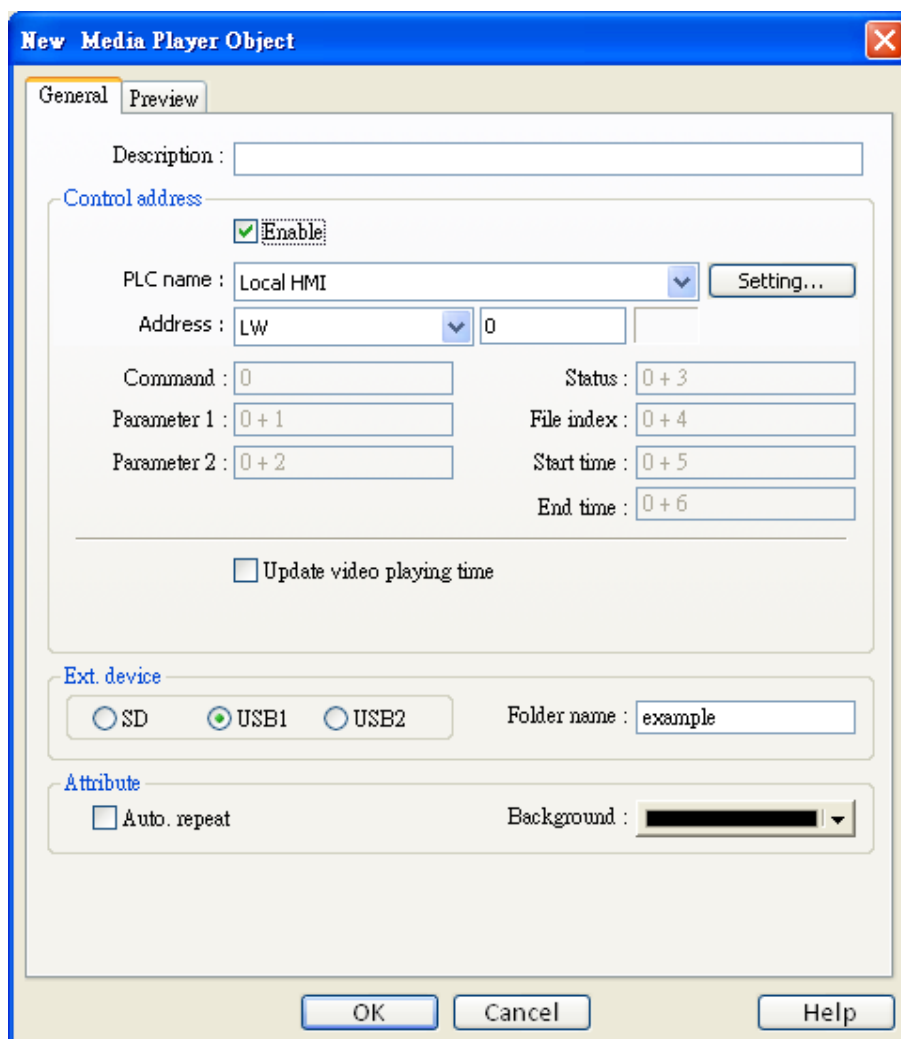 New Media Player Object
General Preview
Description :
Control address
Enable
PLC name : Local HMI Setting...
Address : LW 0
Command : 0 Status : 0 + 3
Parameter 1 : 0 + 1 File index : 0 + 4
Parameter 2 : 0 + 2 Start time : 0 + 5
End time : 0 + 6
Update video playing time
Ext. device
SD USB1 USB2 Folder name : example
Attribute
Auto. repeat Background :
OK Cancel Help